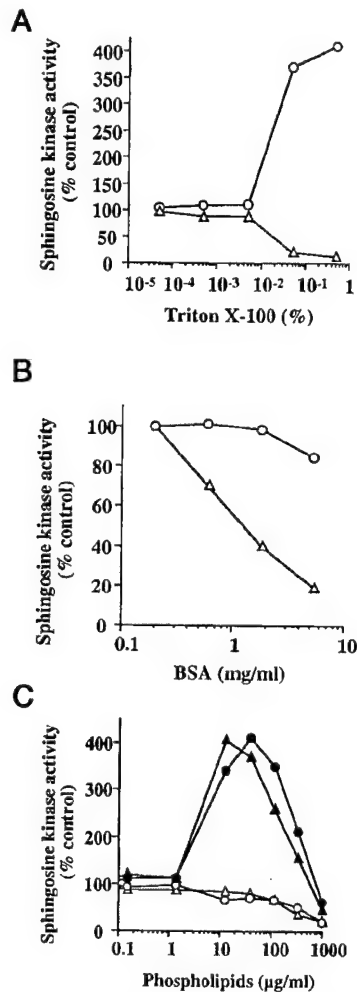 A
Sphingosine kinase activity
(% control)
400
350
300
250
200
150
100
50
0
10⁻⁵ 10⁻⁴ 10⁻³ 10⁻² 10⁻¹ 1
Triton X-100 (%)
B
Sphingosine kinase activity
(% control)
100
80
60
40
20
0
0.1 1 10
BSA (mg/ml)
C
Sphingosine kinase activity
(% control)
400
300
200
100
0
0.1 1 10 100 1000
Phospholipids (µg/ml)